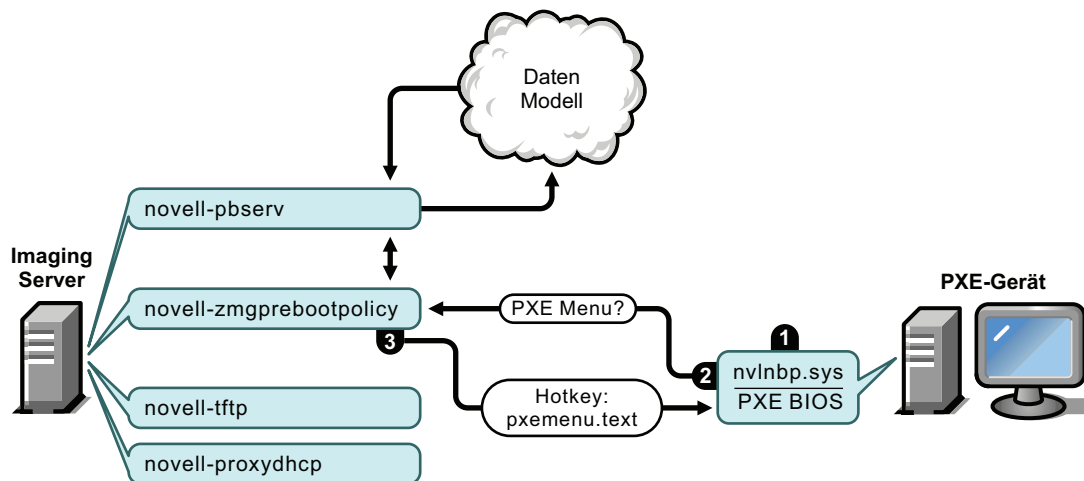 Daten
Modell
novell-pbserv
Imaging
Server
novell-zmgprebootpolicy
PXE Menu?
PXE-Gerät
3
1
2
nvlnbp.sys
PXE BIOS
Hotkey:
pxemenu.text
novell-tftp
novell-proxydhcp